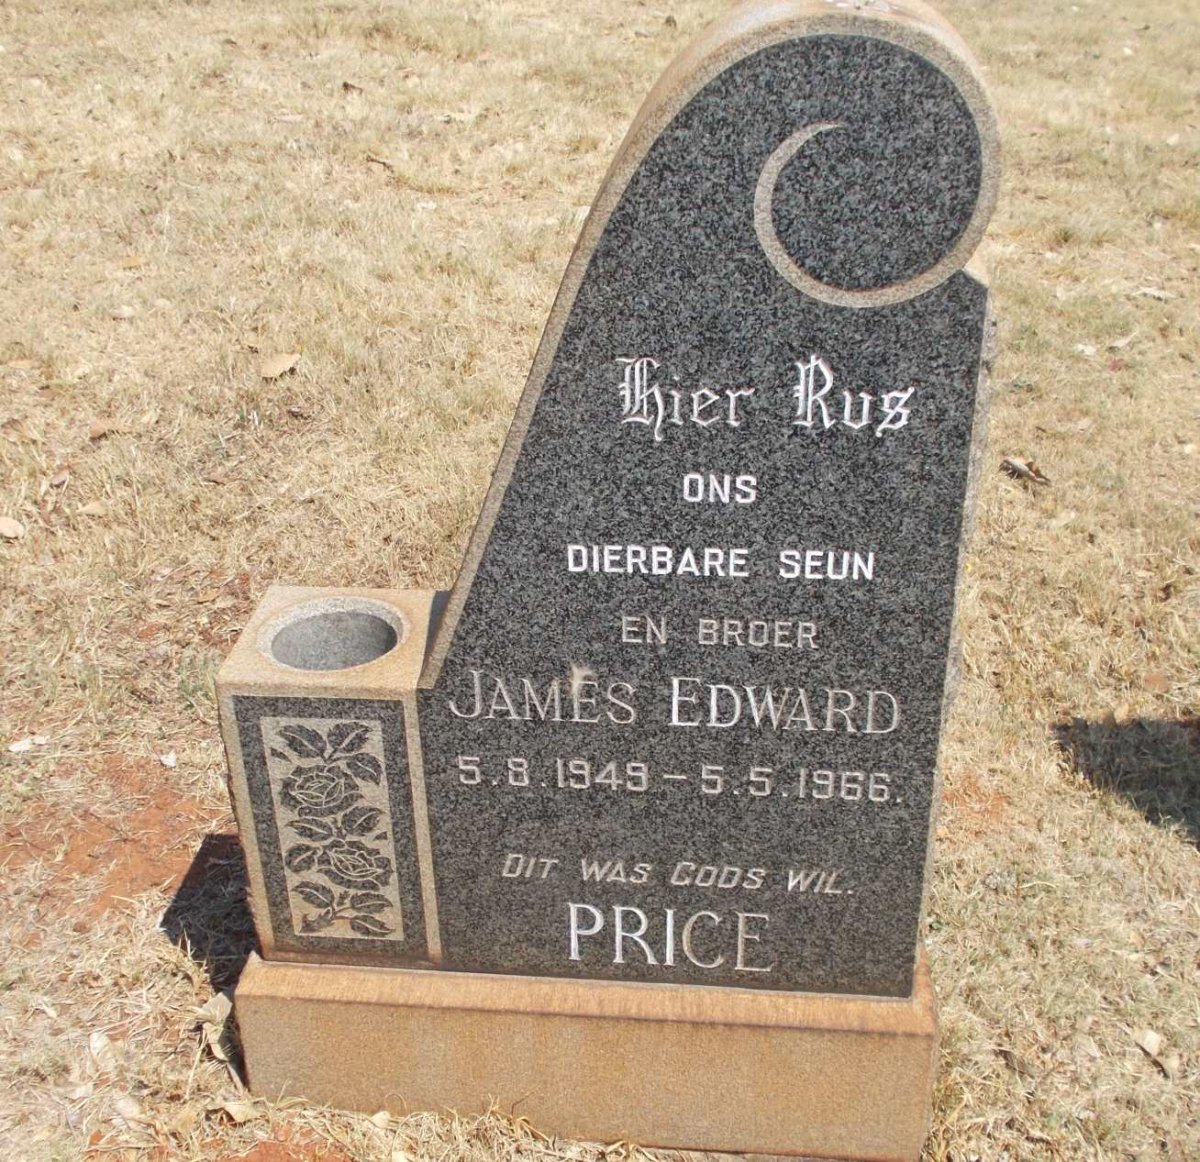 Hier Rus
ONS
DIERBARE SEUN
EN BROER
JAMES EDWARD
5.8.1949 – 5.5.1966.
DIT WAS GODS WIL.
PRICE